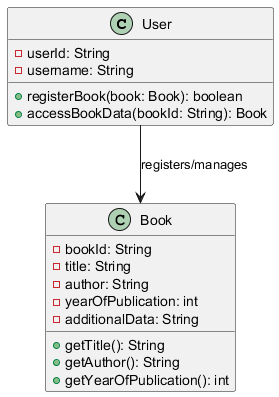 C User
userId: String
username: String
registerBook(book: Book): boolean
accessBookData(bookId: String): Book
registers/manages
C Book
bookId: String
title: String
author: String
yearOfPublication: int
additionalData: String
getTitle(): String
getAuthor(): String
getYearOfPublication(): int